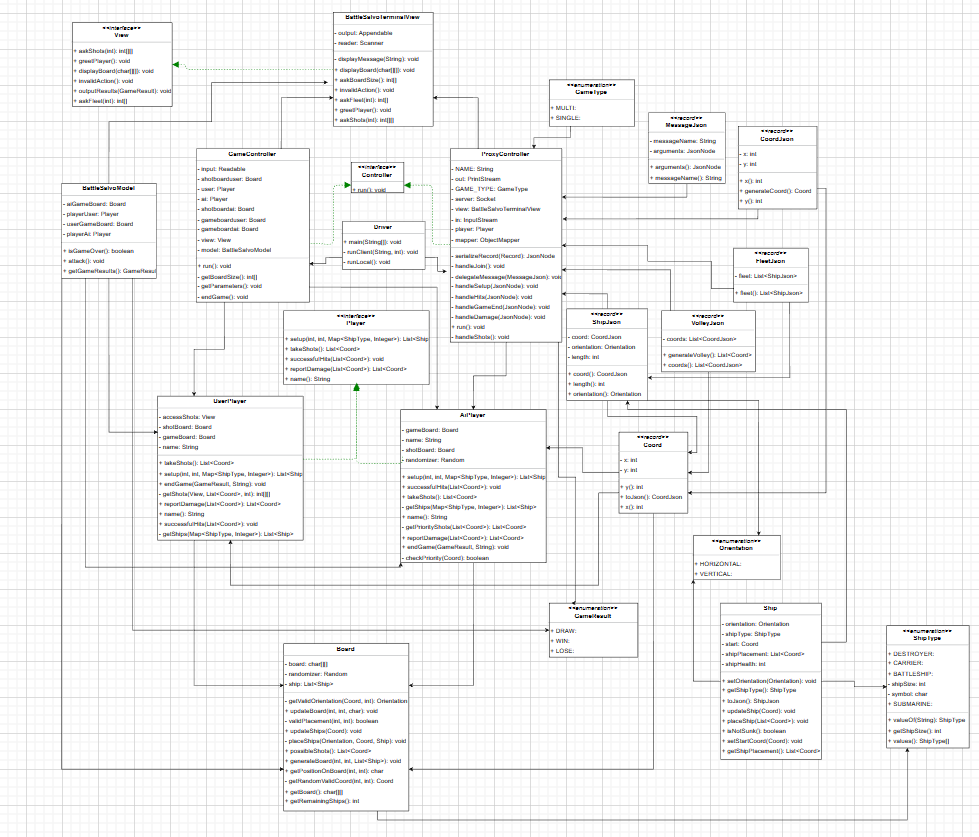 <<interface>>
View
+ askShots(int): int[][]
+ greetPlayer(): void
+ displayBoard(char[][]): void
+ invalidAction(): void
+ outputResults(GameResult): void
+ askFleet(int): int[]
BattleSalvoTerminalView
- output: Appendable
- reader: Scanner
- displayMessage(String): void
+ displayBoard(char[][]): void
+ askBoardSize(): int[]
+ invalidAction(): void
+ askFleet(int): int[]
+ greetPlayer(): void
+ askShots(int): int[][]
<<enumeration>>
GameType
+ MULTI:
+ SINGLE:
<<record>>
MessageJson
- messageName: String
- arguments: JsonNode
+ arguments(): JsonNode
+ messageName(): String
<<record>>
CoordJson
- x: int
- y: int
+ x(): int
+ generateCoord(): Coord
+ y(): int
GameController
- input: Readable
- shotboarduser: Board
- user: Player
- ai: Player
- shotboardai: Board
- gameboarduser: Board
- gameboardai: Board
- view: View
- model: BattleSalvoModel
+ run(): void
- getBoardSize(): int[]
- getParameters(): void
- endGame(): void
<<interface>>
Controller
+ run(): void
ProxyController
- NAME: String
- out: PrintStream
- GAME_TYPE: GameType
- server: Socket
- view: BattleSalvoTerminalView
- in: InputStream
- player: Player
- mapper: ObjectMapper
- serializeRecord(Record): JsonNode
- handleJoin(): void
- delegateMessage(MessageJson): void
- handleSetup(JsonNode): void
- handleHits(JsonNode): void
- handleGameEnd(JsonNode): void
- handleDamage(JsonNode): void
+ run(): void
- handleShots(): void
BattleSalvoModel
- aiGameBoard: Board
- playerUser: Player
- userGameBoard: Board
- playerAi: Player
+ isGameOver(): boolean
+ attack(): void
+ getGameResults(): GameResul
Driver
+ main(String[]): void
- runClient(String, int): void
- runLocal(): void
<<record>>
FleetJson
- fleet: List<ShipJson>
+ fleet(): List<ShipJson>
<<interface>>
Player
+ setup(int, int, Map<ShipType, Integer>): List<Ship
+ takeShots(): List<Coord>
+ successfulHits(List<Coord>): void
+ reportDamage(List<Coord>): List<Coord>
+ name(): String
<<record>>
ShipJson
- coord: CoordJson
- orientation: Orientation
- length: int
+ coord(): CoordJson
+ length(): int
+ orientation(): Orientation
<<record>>
VolleyJson
- coords: List<CoordJson>
+ generateVolley(): List<Coord>
+ coords(): List<CoordJson>
UserPlayer
- accessShots: View
- shotBoard: Board
- gameBoard: Board
- name: String
+ takeShots(): List<Coord>
+ setup(int, int, Map<ShipType, Integer>): List<Ship
+ endGame(GameResult, String): void
- getShots(View, List<Coord>, int): int[][]
+ reportDamage(List<Coord>): List<Coord>
+ name(): String
+ successfulHits(List<Coord>): void
- getShips(Map<ShipType, Integer>): List<Ship>
AiPlayer
- gameBoard: Board
- name: String
- shotBoard: Board
- randomizer: Random
+ setup(int, int, Map<ShipType, Integer>): List<Ship
+ successfulHits(List<Coord>): void
+ takeShots(): List<Coord>
- getShips(Map<ShipType, Integer>): List<Ship>
+ name(): String
- getPriorityShots(List<Coord>): List<Coord>
+ reportDamage(List<Coord>): List<Coord>
+ endGame(GameResult, String): void
- checkPriority(Coord): boolean
<<record>>
Coord
- x: int
- y: int
+ y(): int
+ toJson(): CoordJson
+ x(): int
<<enumeration>>
Orientation
+ HORIZONTAL:
+ VERTICAL:
<<enumeration>>
GameResult
+ DRAW:
+ WIN:
+ LOSE:
Ship
- orientation: Orientation
- shipType: ShipType
- start: Coord
- shipPlacement: List<Coord>
- shipHealth: int
+ setOrientation(Orientation): void
+ getShipType(): ShipType
+ toJson(): ShipJson
+ updateShip(Coord): void
+ placeShip(List<Coord>): void
+ isNotSunk(): boolean
+ setStartCoord(Coord): void
+ getShipPlacement(): List<Coord>
<<enumeration>>
ShipType
+ DESTROYER:
+ CARRIER:
+ BATTLESHIP:
- shipSize: int
- symbol: char
+ SUBMARINE:
+ valueOf(String): ShipType
+ getShipSize(): int
+ values(): ShipType[]
Board
- board: char[][]
- randomizer: Random
- ship: List<Ship>
- getValidOrientation(Coord, int): Orientation
+ updateBoard(int, int, char): void
- validPlacement(int, int): boolean
+ updateShips(Coord): void
- placeShips(Orientation, Coord, Ship): void
+ possibleShots(): List<Coord>
+ generateBoard(int, int, List<Ship>): void
+ getPositionOnBoard(int, int): char
- getRandomValidCoord(int, int): Coord
+ getBoard(): char[][]
+ getRemainingShips(): int